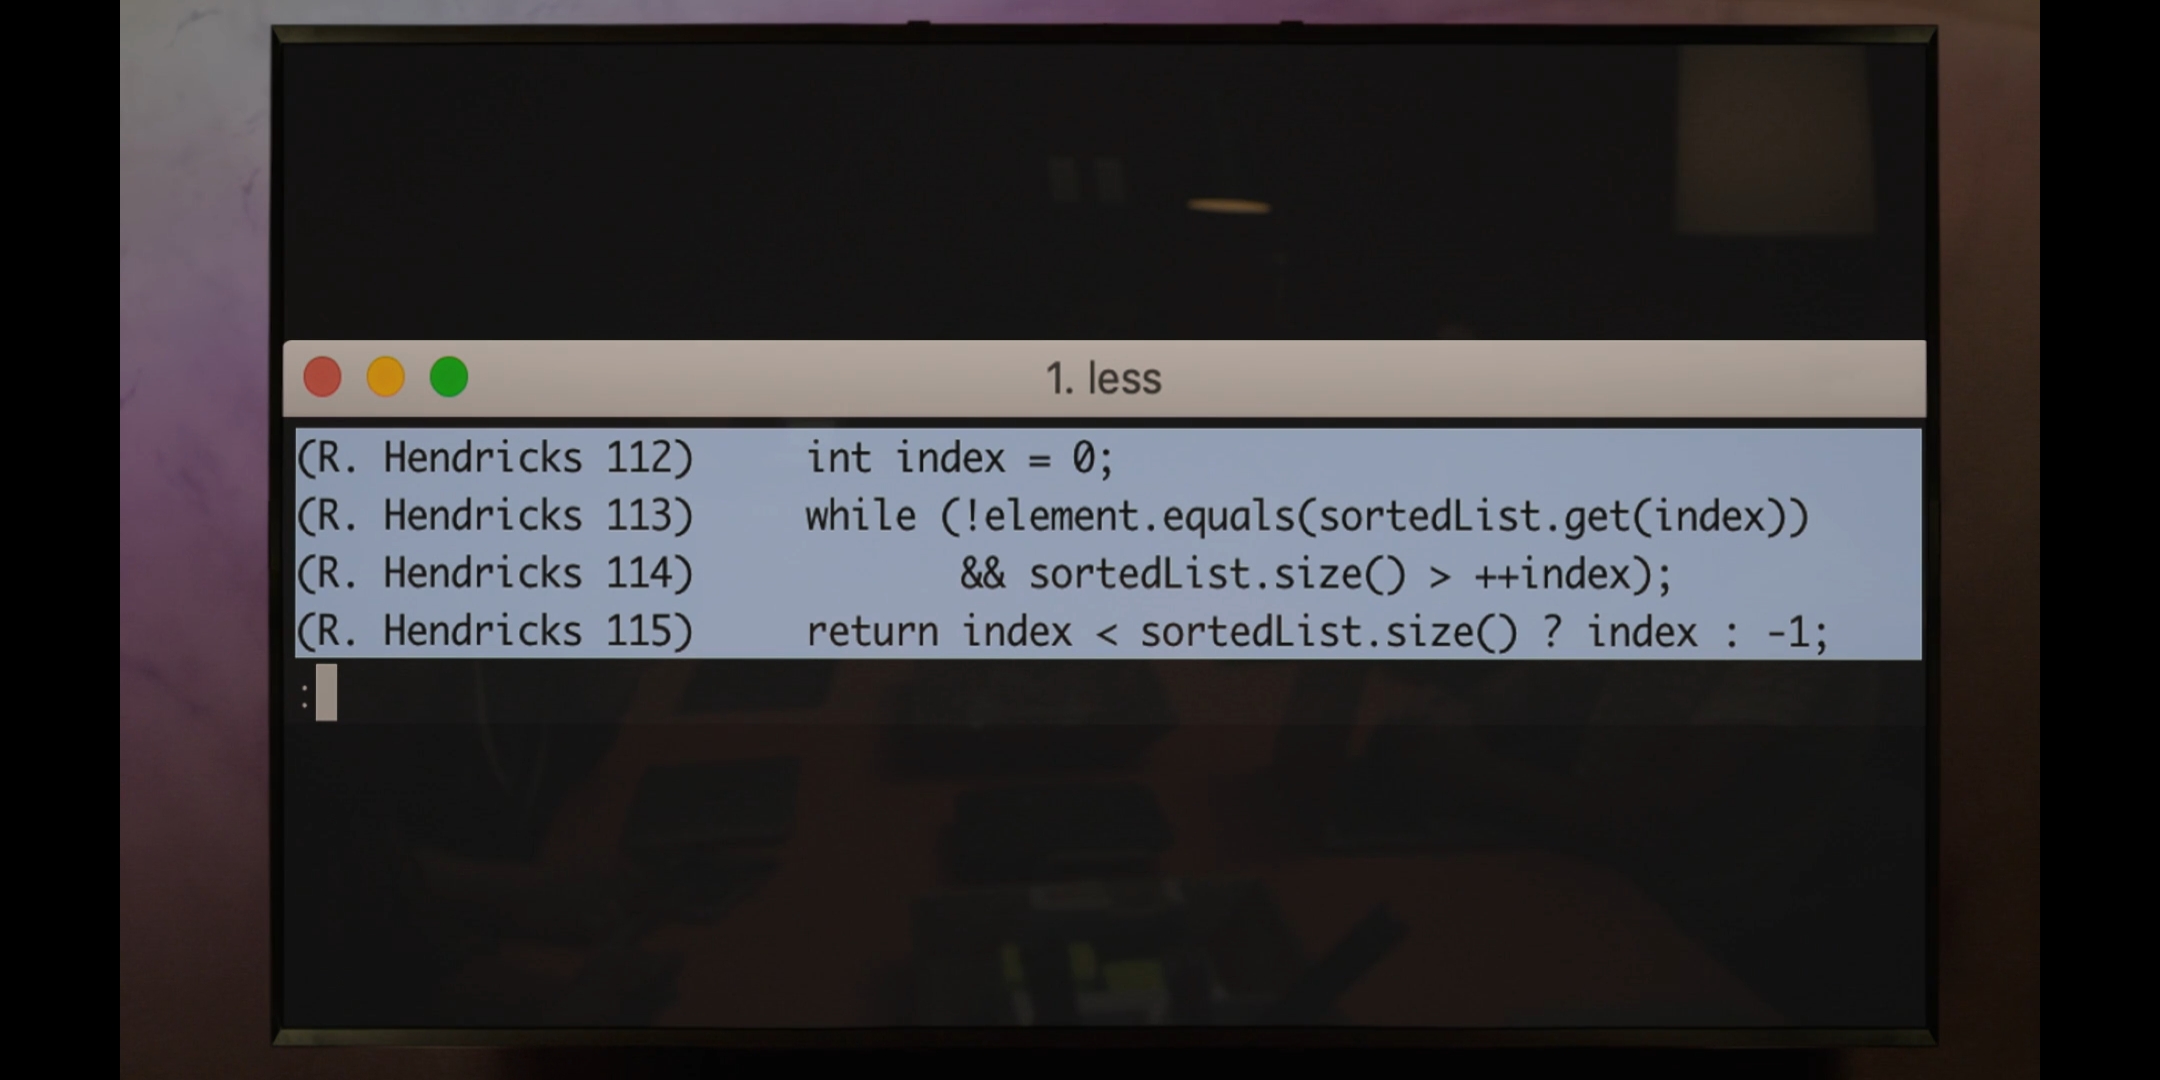 1. less
(R. Hendricks 112) int index = 0;
(R. Hendricks 113) while (!element.equals(sortedList.get(index))
(R. Hendricks 114) && sortedList.size() > ++index);
(R. Hendricks 115) return index < sortedList.size() ? index : -1;
: